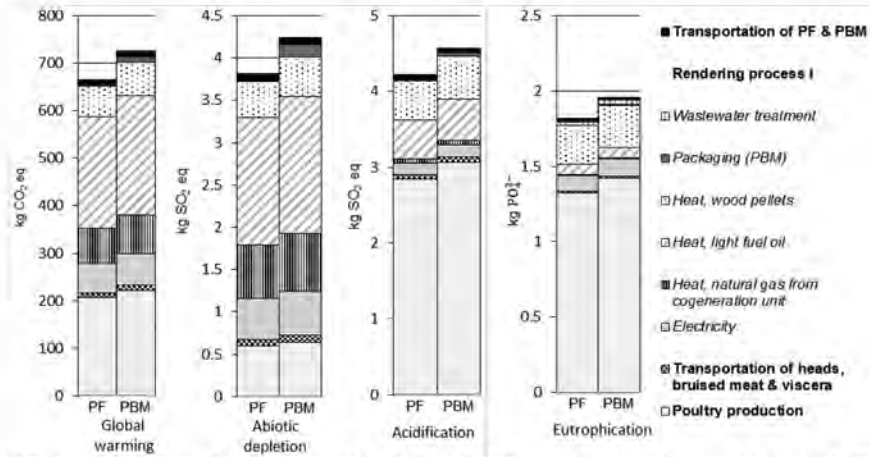 800
700
600
500
400
300
200
100
0
kg CO₂ eq
PF PBM
Global
warming
4.5
4
3.5
3
2.5
2
1.5
1
0.5
0
kg SO₂ eq
PF PBM
Abiotic
depletion
5
4
3
2
1
0
kg SO₂ eq
PF PBM
Acidification
2.5
2
1.5
1
0.5
0
kg PO₄³⁻
PF PBM
Eutrophication
Transportation of PF & PBM
Rendering process I
Wastewater treatment
Packaging (PBM)
Heat, wood pellets
Heat, light fuel oil
Heat, natural gas from
cogeneration unit
Electricity
Transportation of heads,
bruised meat & viscera
Poultry production